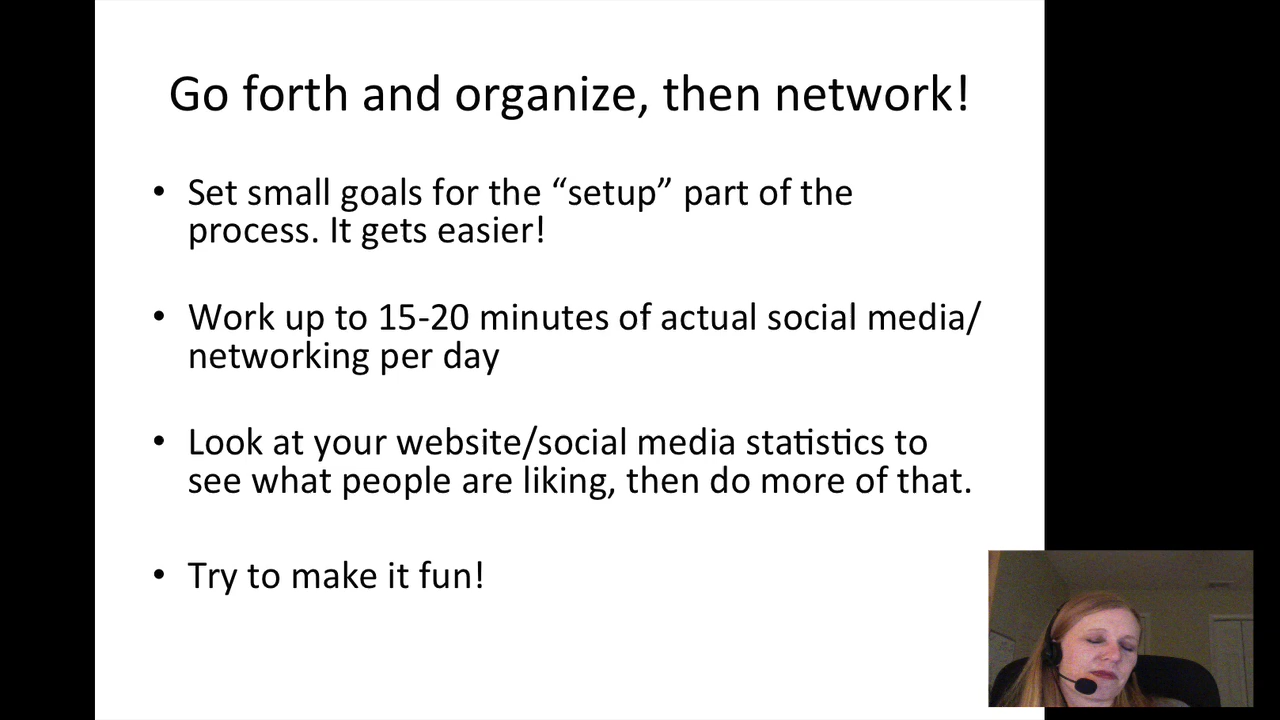 Go forth and organize, then network!
• Set small goals for the “setup” part of the
process. It gets easier!
• Work up to 15-20 minutes of actual social media/
networking per day
• Look at your website/social media statistics to
see what people are liking, then do more of that.
• Try to make it fun!